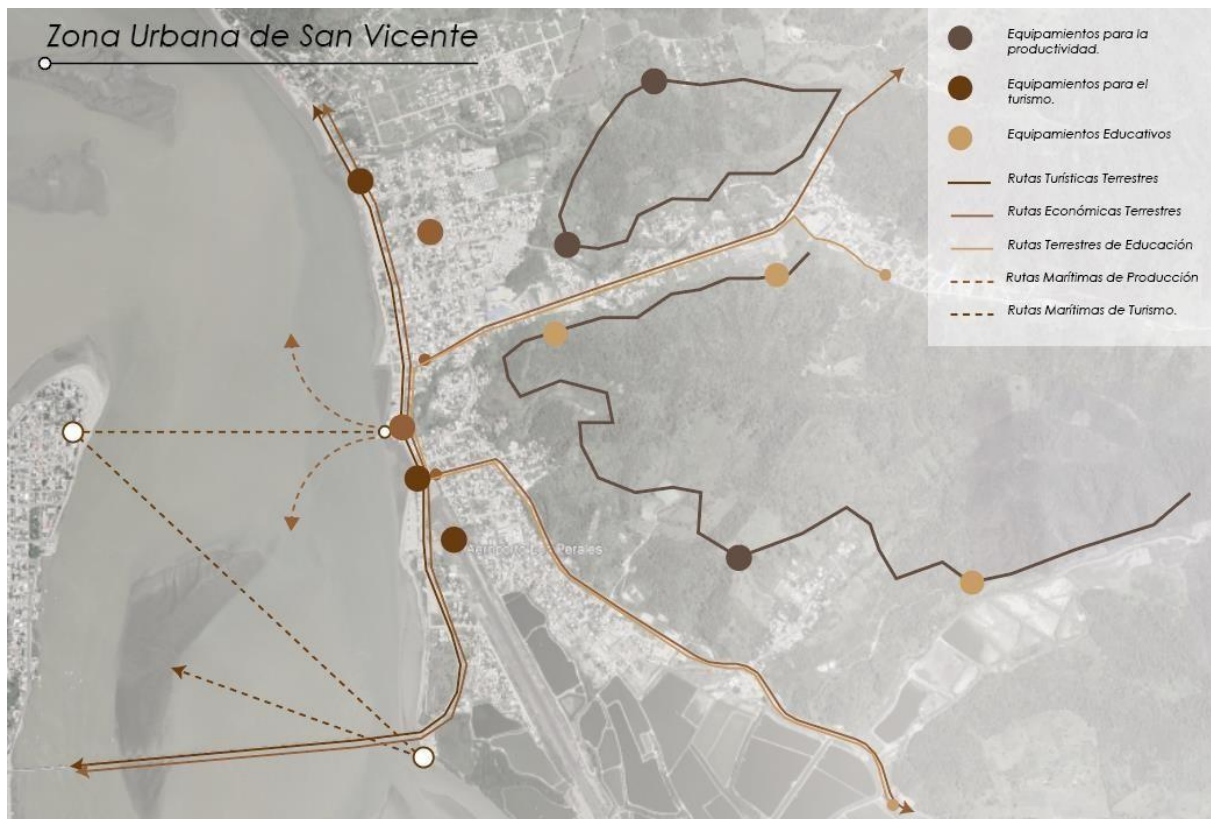 Zona Urbana de San Vicente
Equipamientos para la
productividad.
Equipamientos para el
turismo.
Equipamientos Educativos
Rutas Turísticas Terrestres
Rutas Económicas Terrestres
Rutas Terrestres de Educación
Rutas Marítimas de Producción
Rutas Marítimas de Turismo.
Perales